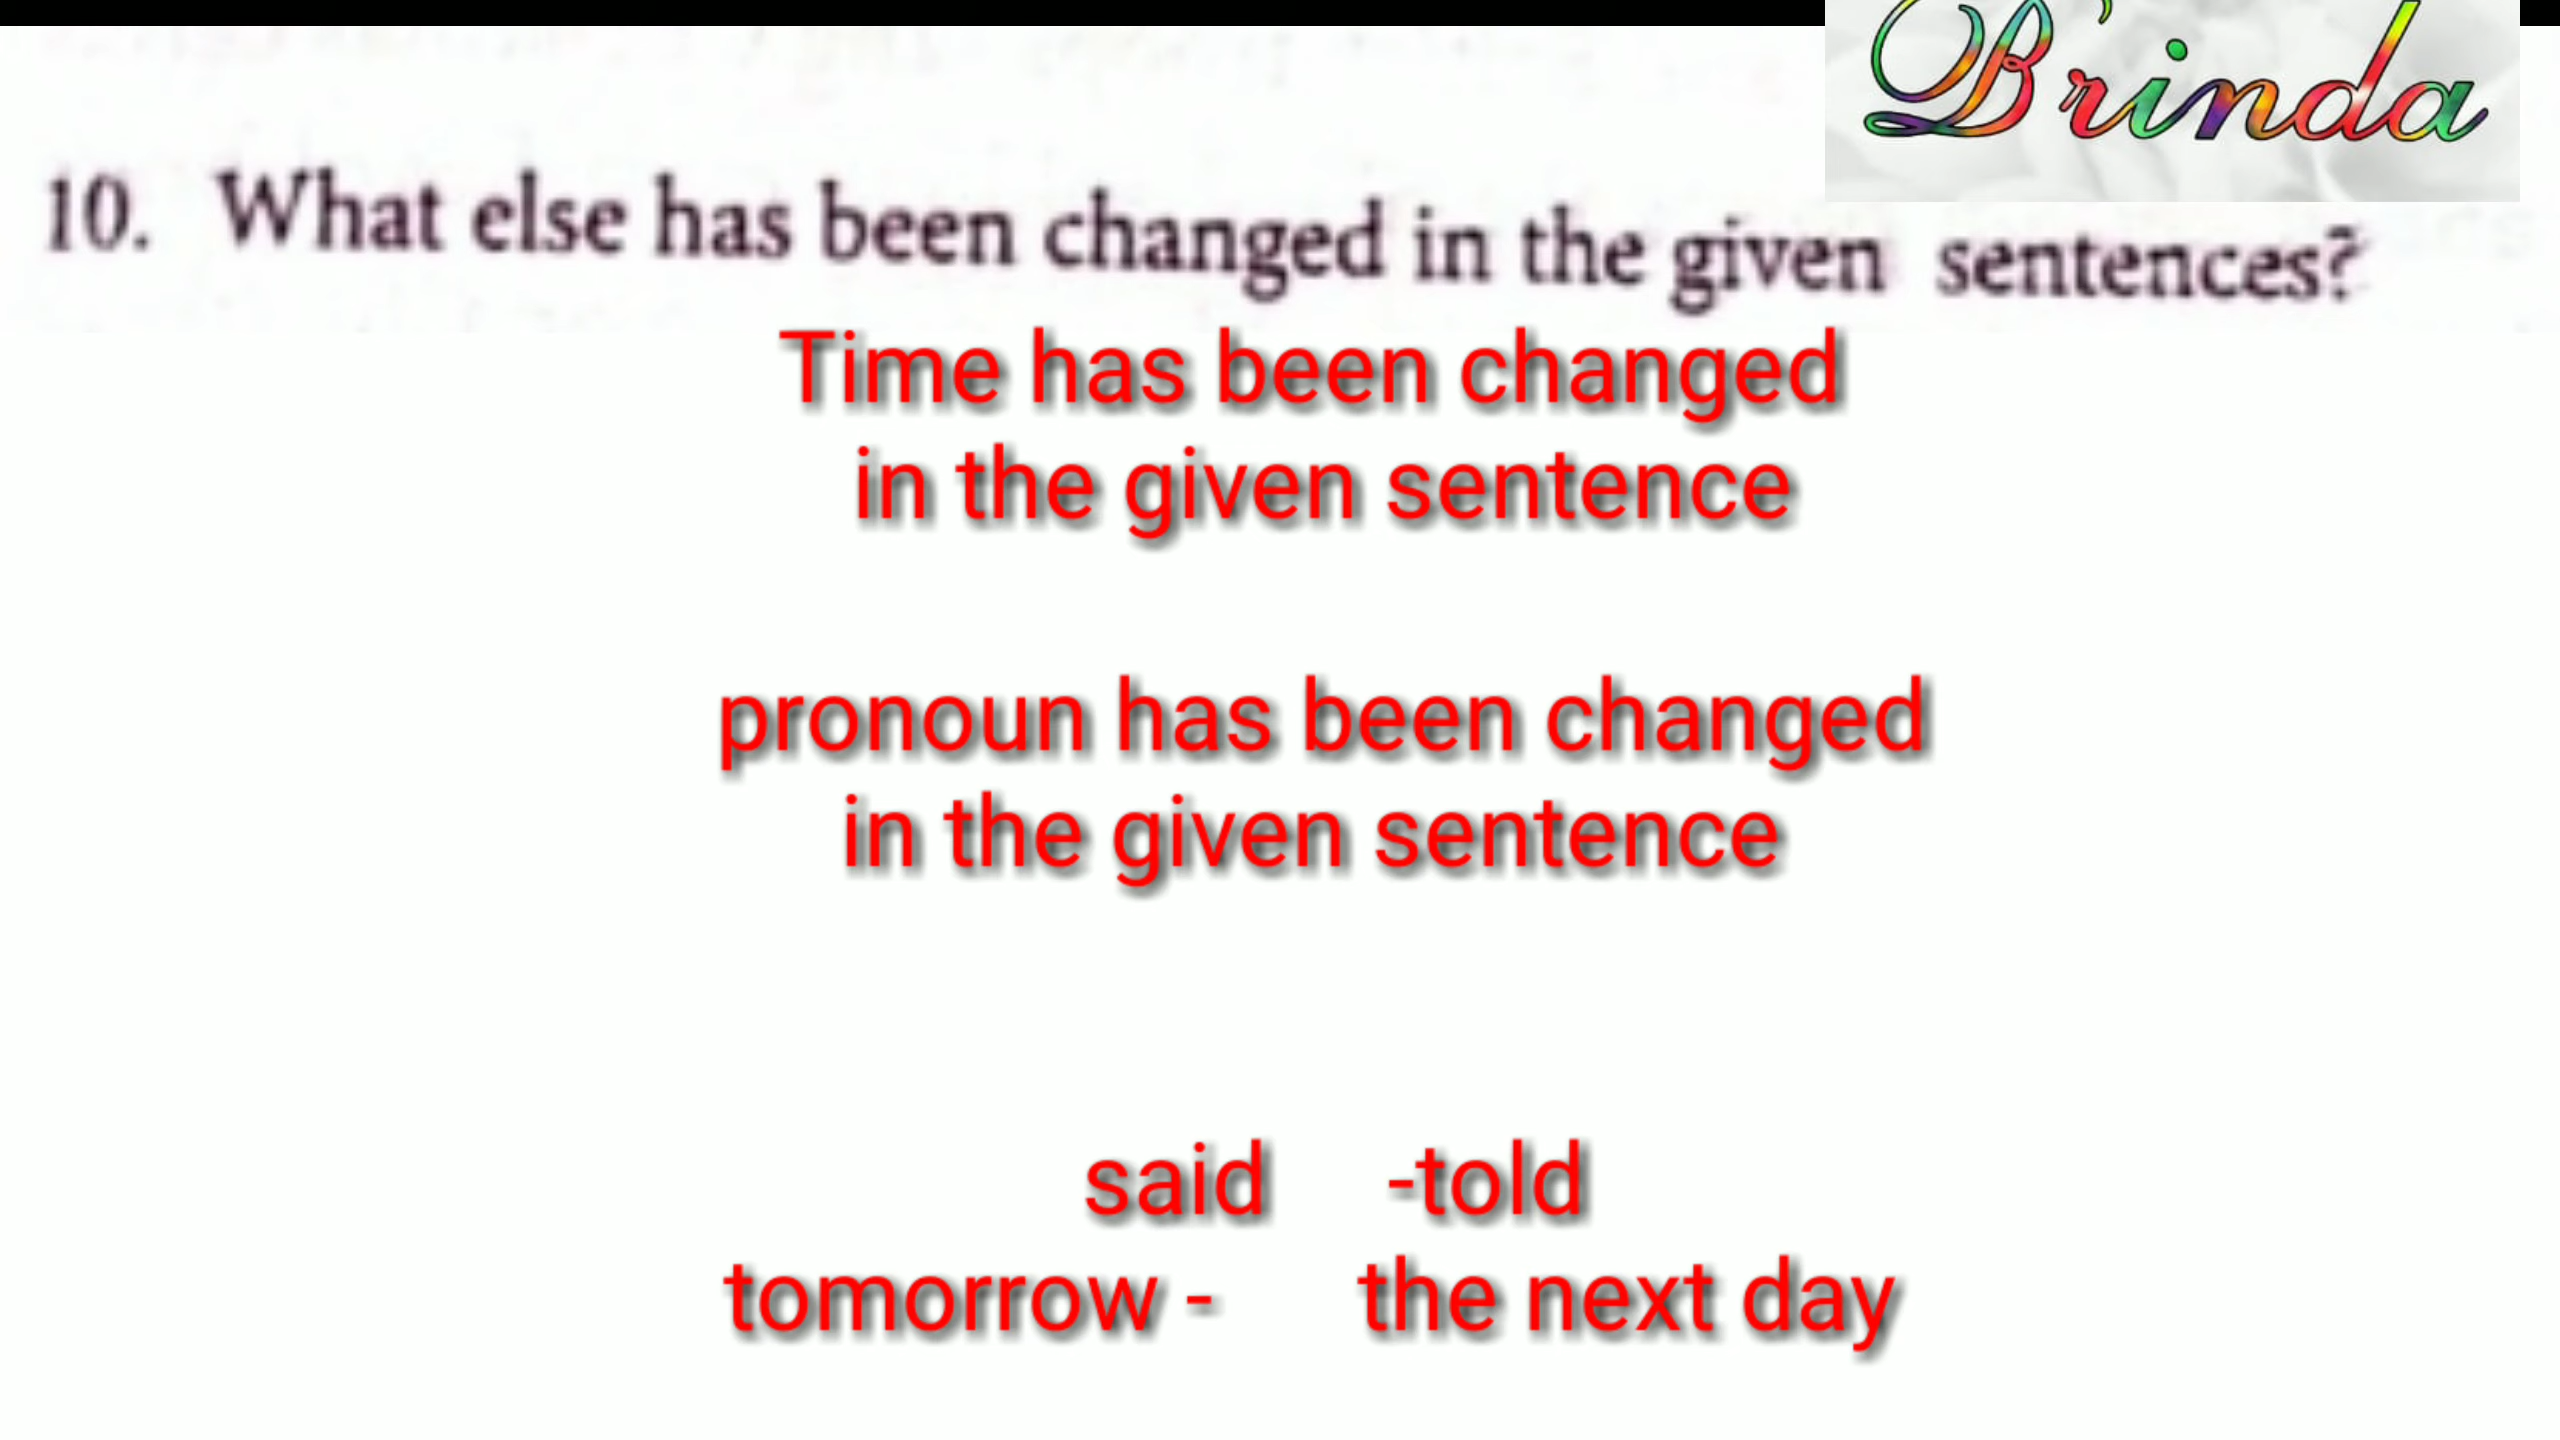 B'rinda
10. What else has been changed in the given sentences?
Time has been changed
in the given sentence
pronoun has been changed
in the given sentence
said -told
tomorrow - the next day